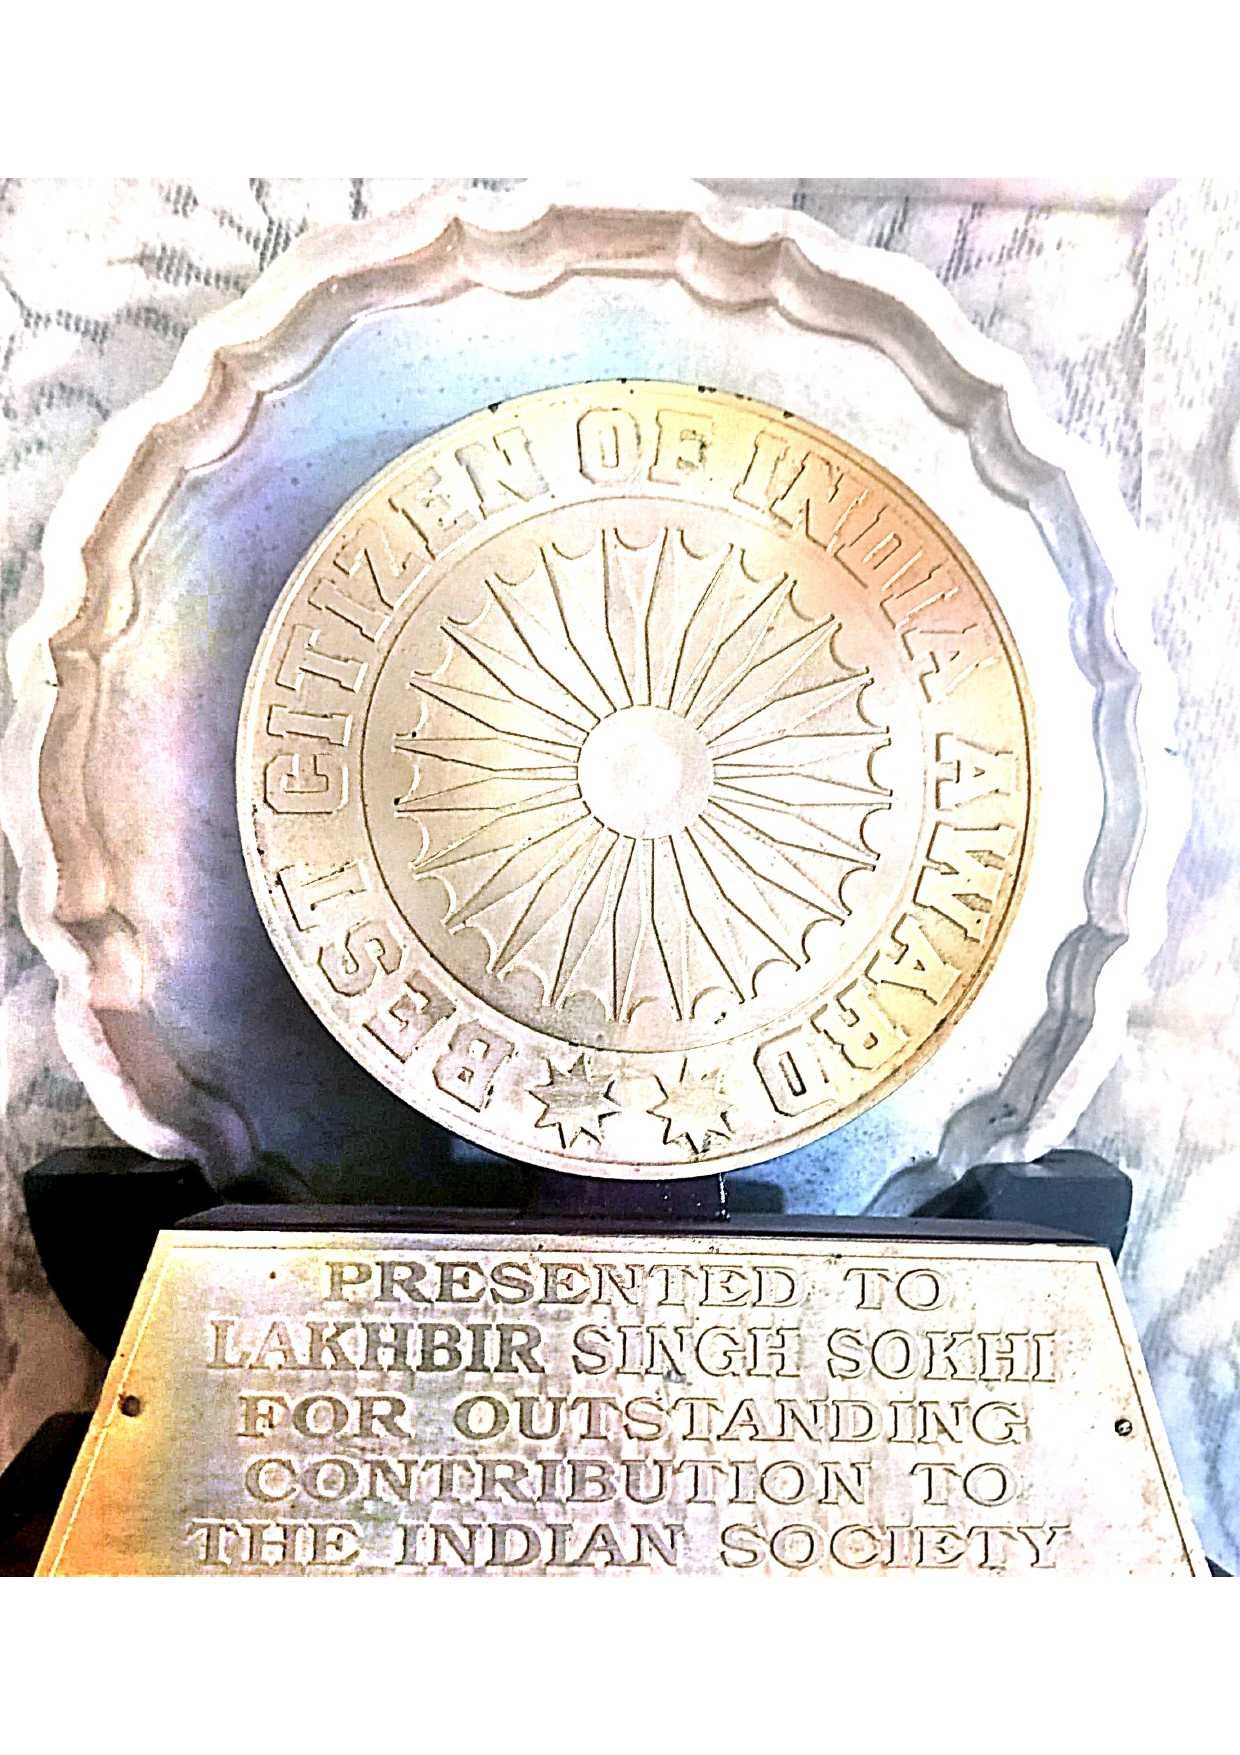 BEST CITIZEN OF INDIA AWARD
PRESENTED TO
LAKHBIR SINGH SOKHI
FOR OUTSTANDING
CONTRIBUTION TO
THE INDIAN SOCIETY